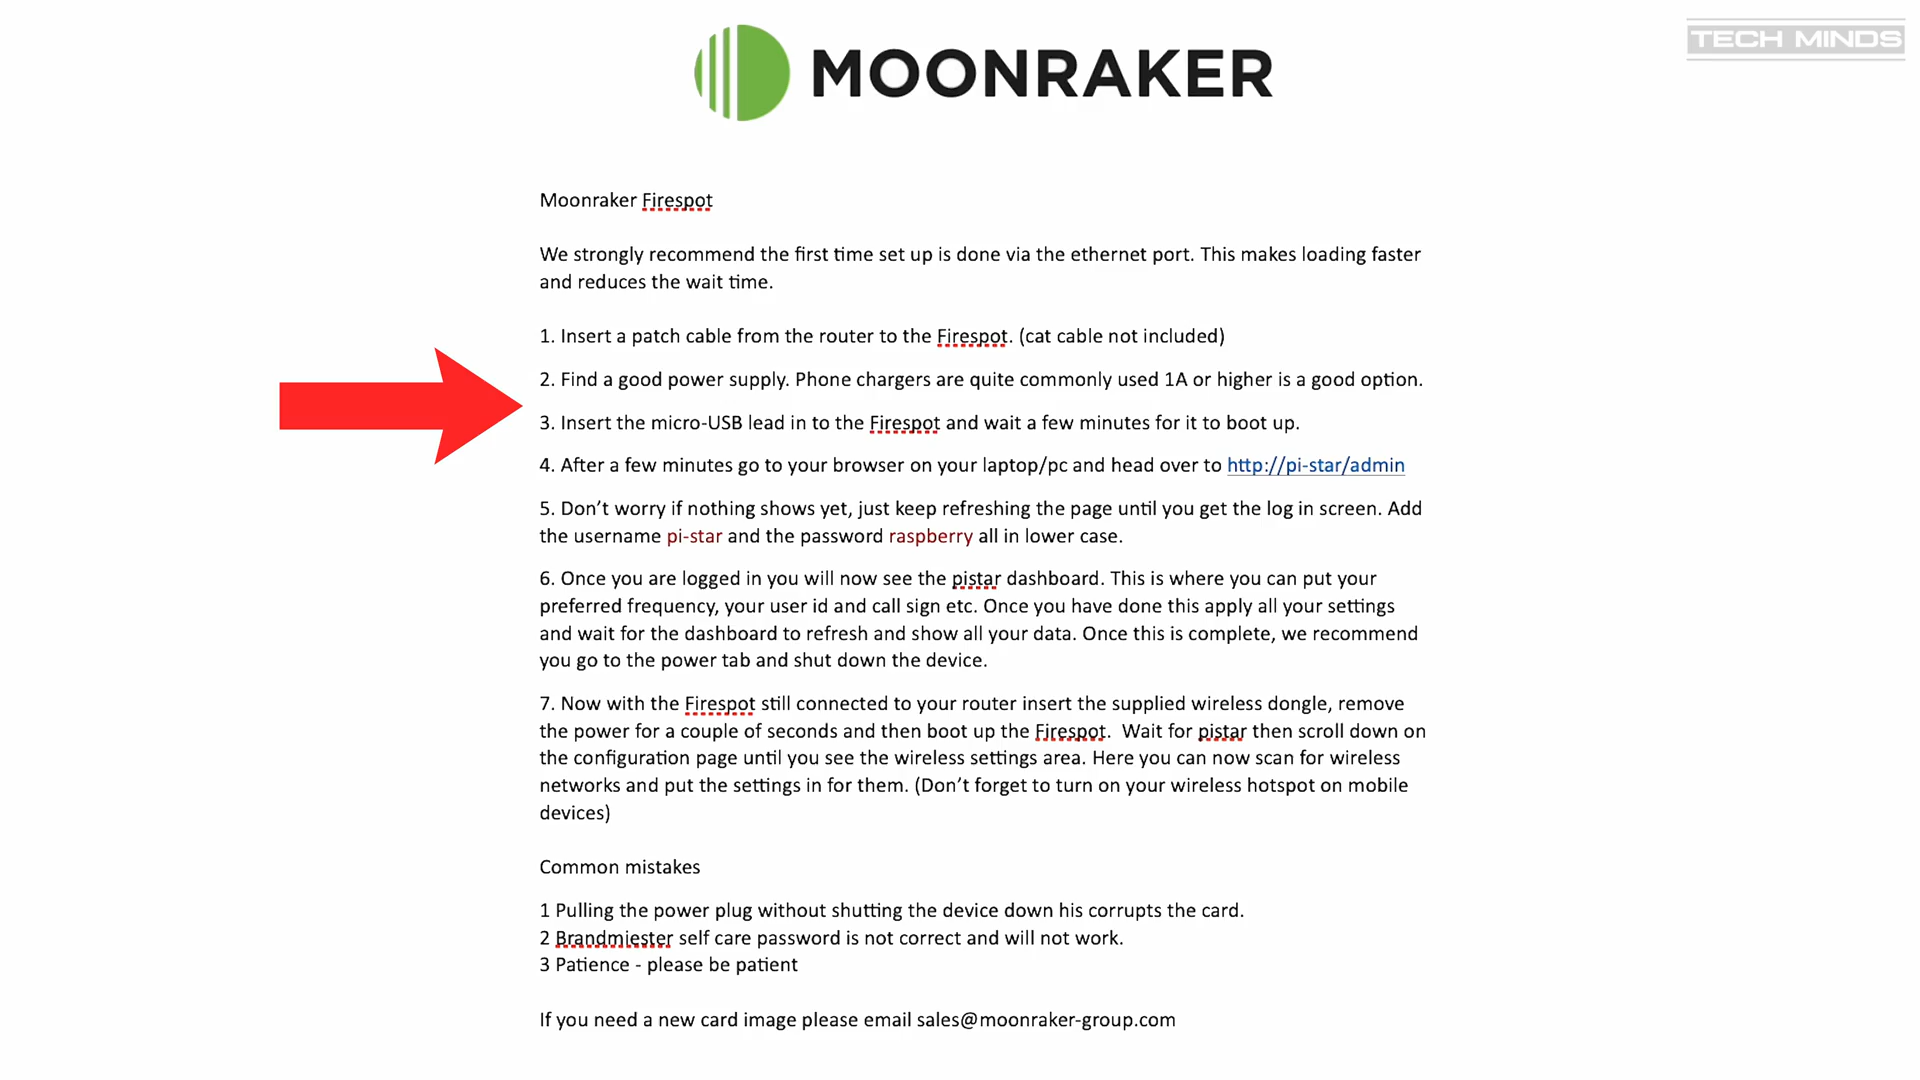 MOONRAKER
TECH MINDS
Moonraker Firespot
We strongly recommend the first time set up is done via the ethernet port. This makes loading faster
and reduces the wait time.
1. Insert a patch cable from the router to the Firespot. (cat cable not included)
2. Find a good power supply. Phone chargers are quite commonly used 1A or higher is a good option.
3. Insert the micro-USB lead in to the Firespot and wait a few minutes for it to boot up.
4. After a few minutes go to your browser on your laptop/pc and head over to http://pi-star/admin
5. Don’t worry if nothing shows yet, just keep refreshing the page until you get the log in screen. Add
the username pi-star and the password raspberry all in lower case.
6. Once you are logged in you will now see the pistar dashboard. This is where you can put your
preferred frequency, your user id and call sign etc. Once you have done this apply all your settings
and wait for the dashboard to refresh and show all your data. Once this is complete, we recommend
you go to the power tab and shut down the device.
7. Now with the Firespot still connected to your router insert the supplied wireless dongle, remove
the power for a couple of seconds and then boot up the Firespot.  Wait for pistar then scroll down on
the configuration page until you see the wireless settings area. Here you can now scan for wireless
networks and put the settings in for them. (Don’t forget to turn on your wireless hotspot on mobile
devices)
Common mistakes
1 Pulling the power plug without shutting the device down his corrupts the card.
2 Brandmiester self care password is not correct and will not work.
3 Patience - please be patient
If you need a new card image please email sales@moonraker-group.com